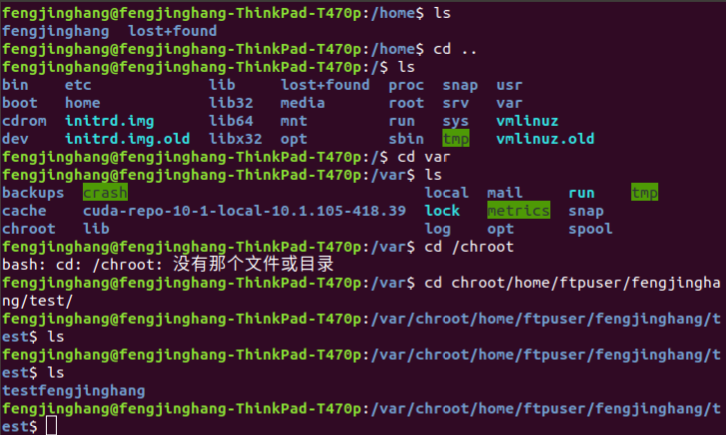 fengjinghang@fengjinghang-ThinkPad-T470p:/home$ ls
fengjinghang  lost+found
fengjinghang@fengjinghang-ThinkPad-T470p:/home$ cd ..
fengjinghang@fengjinghang-ThinkPad-T470p:/$ ls
bin    etc             lib     lost+found  proc  snap  usr
boot   home            lib32   media       root  srv   var
cdrom  initrd.img      lib64   mnt         run   sys   vmlinuz
dev    initrd.img.old  libx32  opt         sbin  tmp   vmlinuz.old
fengjinghang@fengjinghang-ThinkPad-T470p:/$ cd var
fengjinghang@fengjinghang-ThinkPad-T470p:/var$ ls
backups  crash                                 local  mail     run    tmp
cache    cuda-repo-10-1-local-10.1.105-418.39  lock   metrics  snap
chroot   lib                                   log    opt      spool
fengjinghang@fengjinghang-ThinkPad-T470p:/var$ cd /chroot
bash: cd: /chroot: 没有那个文件或目录
fengjinghang@fengjinghang-ThinkPad-T470p:/var$ cd chroot/home/ftpuser/fengjingha
ng/test/
fengjinghang@fengjinghang-ThinkPad-T470p:/var/chroot/home/ftpuser/fengjinghang/t
est$ ls
fengjinghang@fengjinghang-ThinkPad-T470p:/var/chroot/home/ftpuser/fengjinghang/t
est$ ls
testfengjinghang
fengjinghang@fengjinghang-ThinkPad-T470p:/var/chroot/home/ftpuser/fengjinghang/t
est$